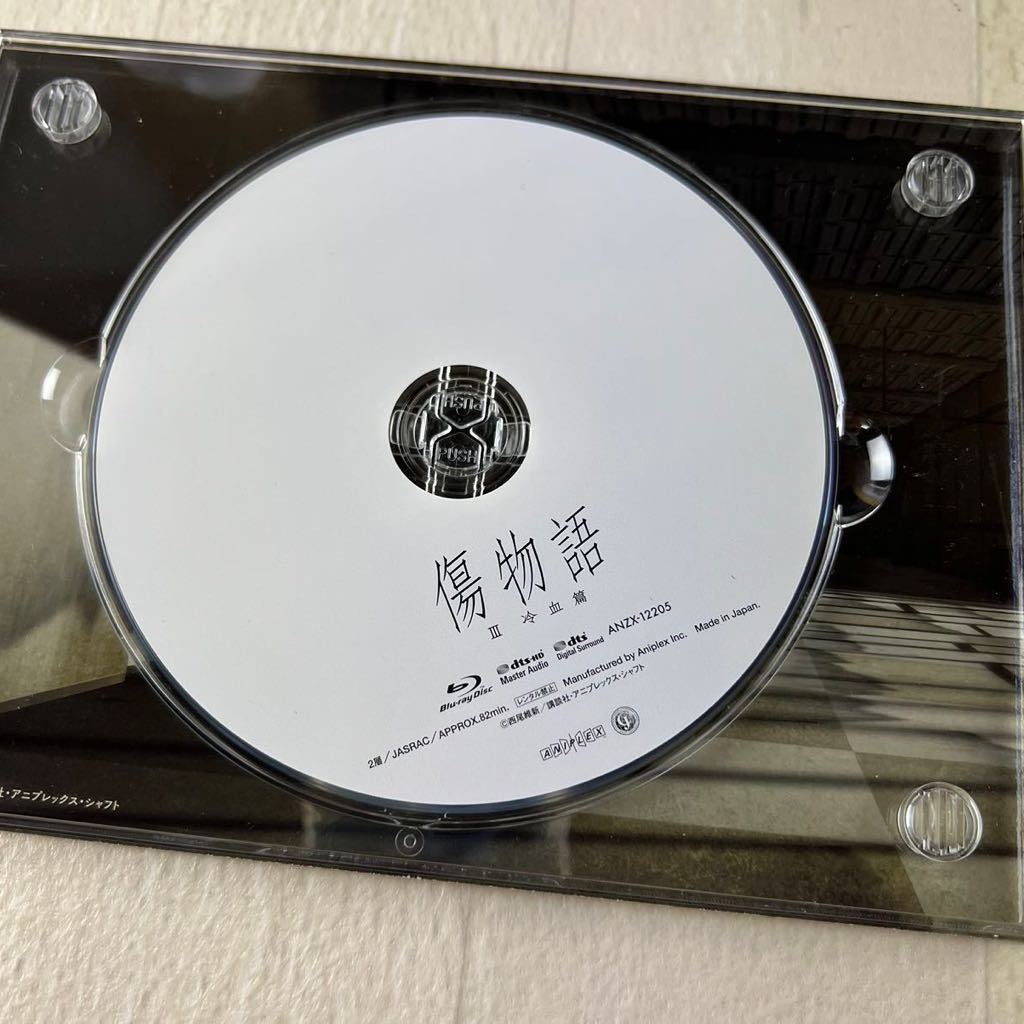 PUSH
PUSH
傷物語
Ⅲ 冷血篇
Blu-ray Disc
dts-HD
Master Audio
dts
Digital Surround
ANZX-12205
2層/JASRAC/APPROX.82min. レンタル禁止 Manufactured by Aniplex Inc. Made in Japan.
©西尾維新/講談社・アニプレックス・シャフト
ANIPLEX
社・アニプレックス・シャフト